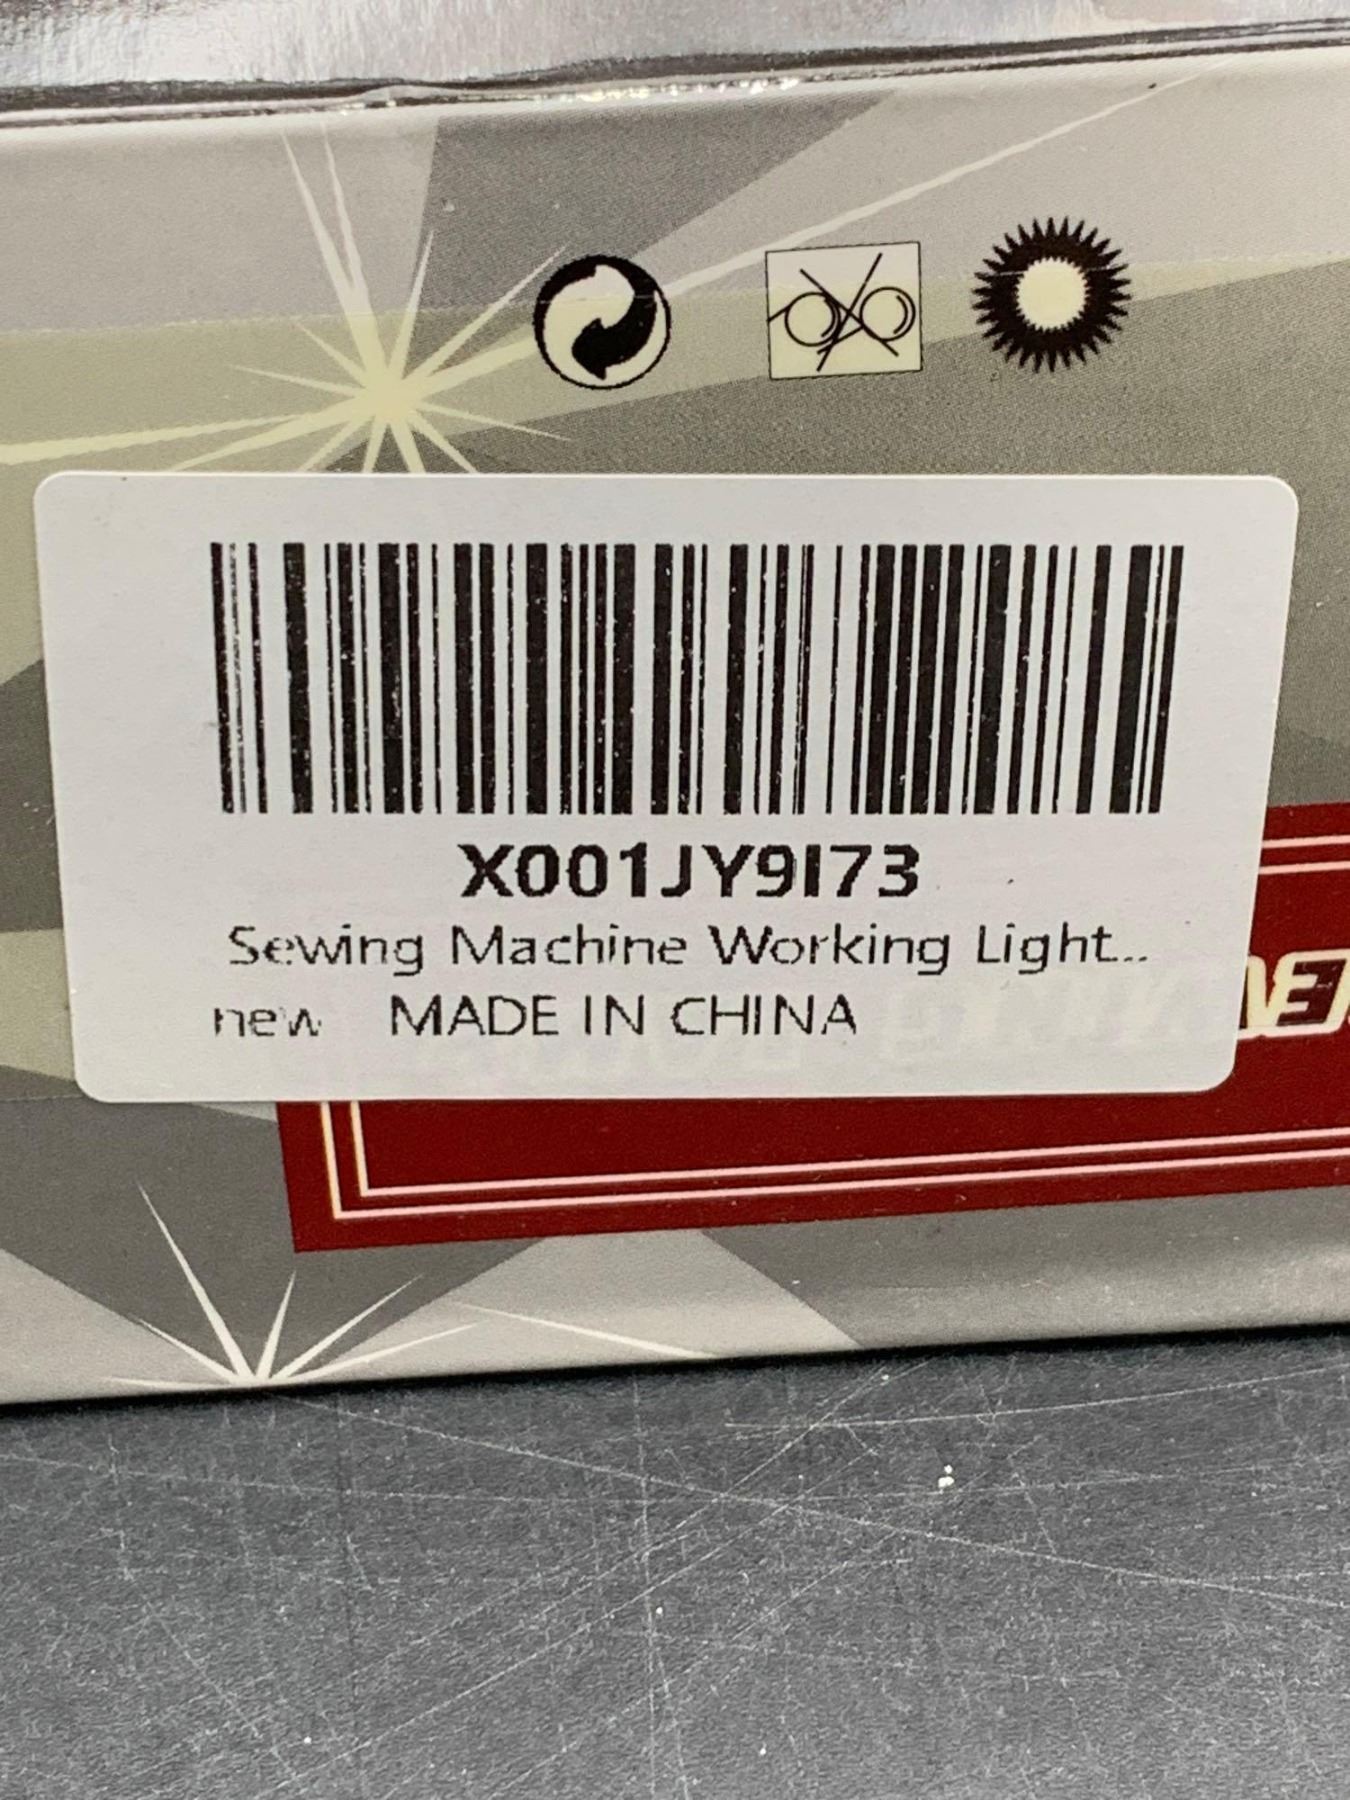 X001JY9I73
Sewing Machine Working Light...
new MADE IN CHINA